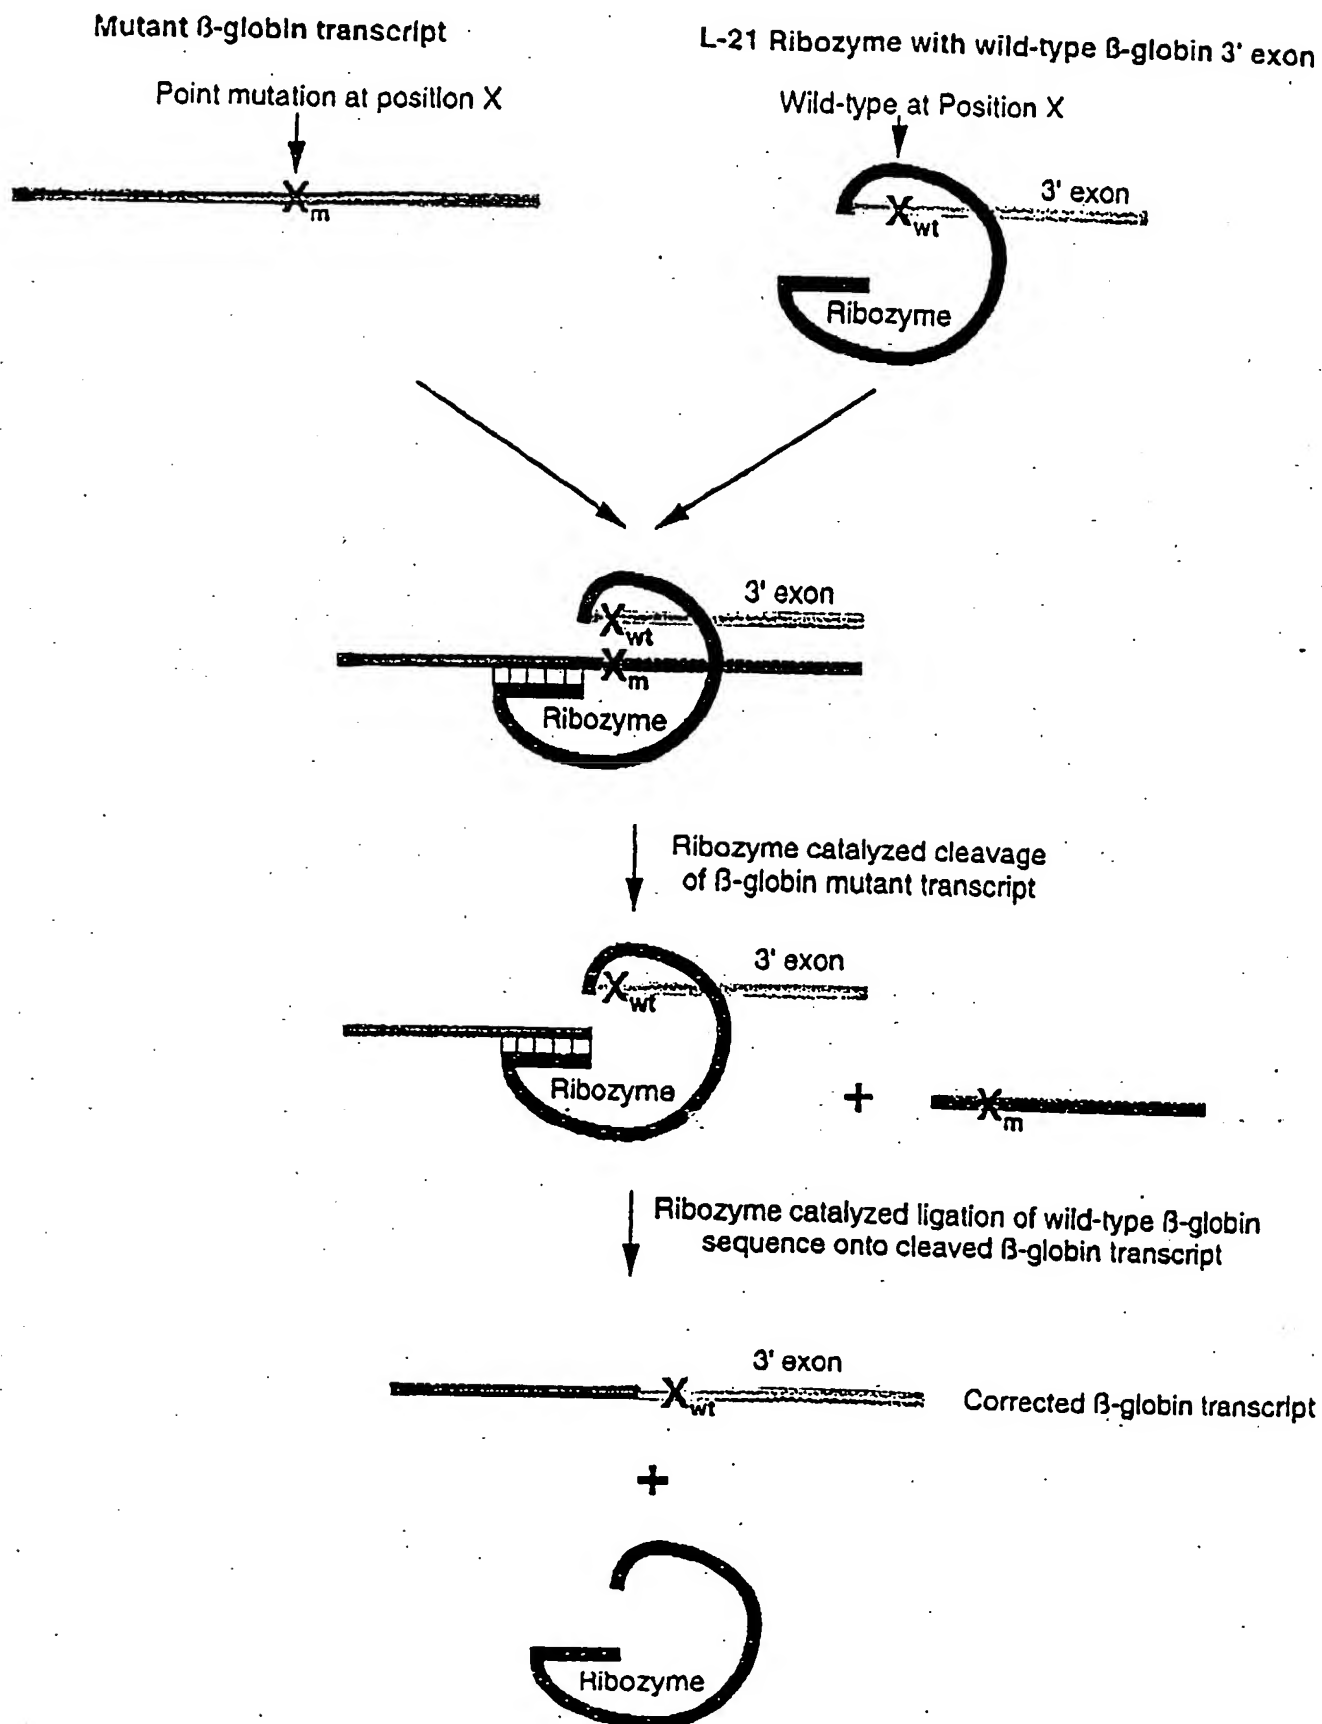 Mutant ß-globin transcript
L-21 Ribozyme with wild-type ß-globin 3' exon
Point mutation at position X
Wild-type at Position X
Xm
3' exon
Xwt
Ribozyme
3' exon
Xwt
Xm
Ribozyme
Ribozyme catalyzed cleavage
of ß-globin mutant transcript
3' exon
Xwt
Ribozyme
+
Xm
Ribozyme catalyzed ligation of wild-type ß-globin
sequence onto cleaved ß-globin transcript
3' exon
Xwt
Corrected ß-globin transcript
+
Ribozyme